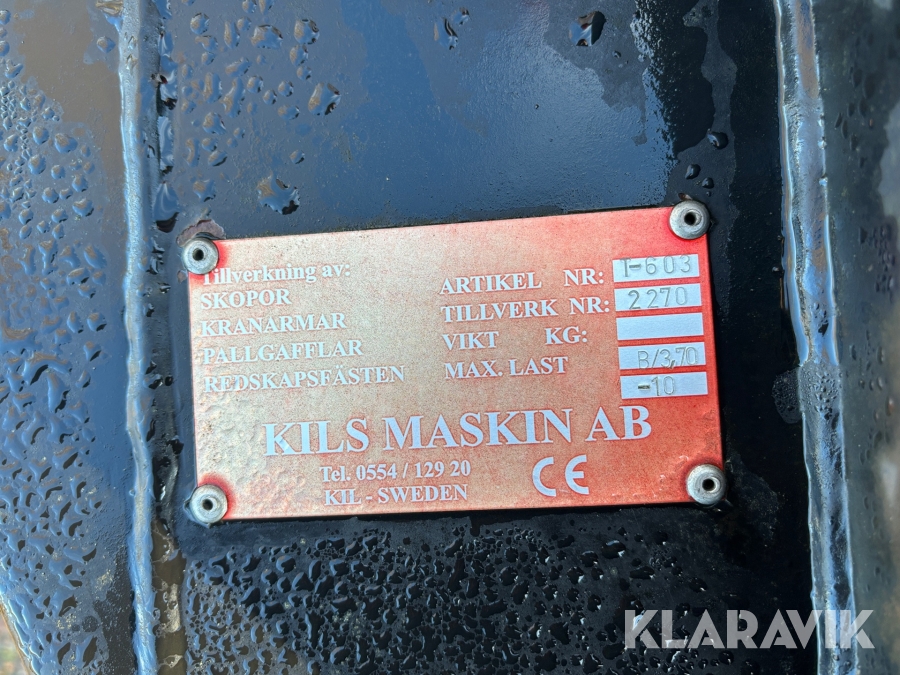 Tillverkning av:
SKOPOR
KRANARMAR
PALLGAFFLAR
REDSKAPSFÄSTEN
ARTIKEL NR: I-603
TILLVERK NR: 2270
VIKT KG:
MAX. LAST B/3,70
-10
KILS MASKIN AB
Tel. 0554 / 129 20
KIL - SWEDEN
CE
KLARAVIK